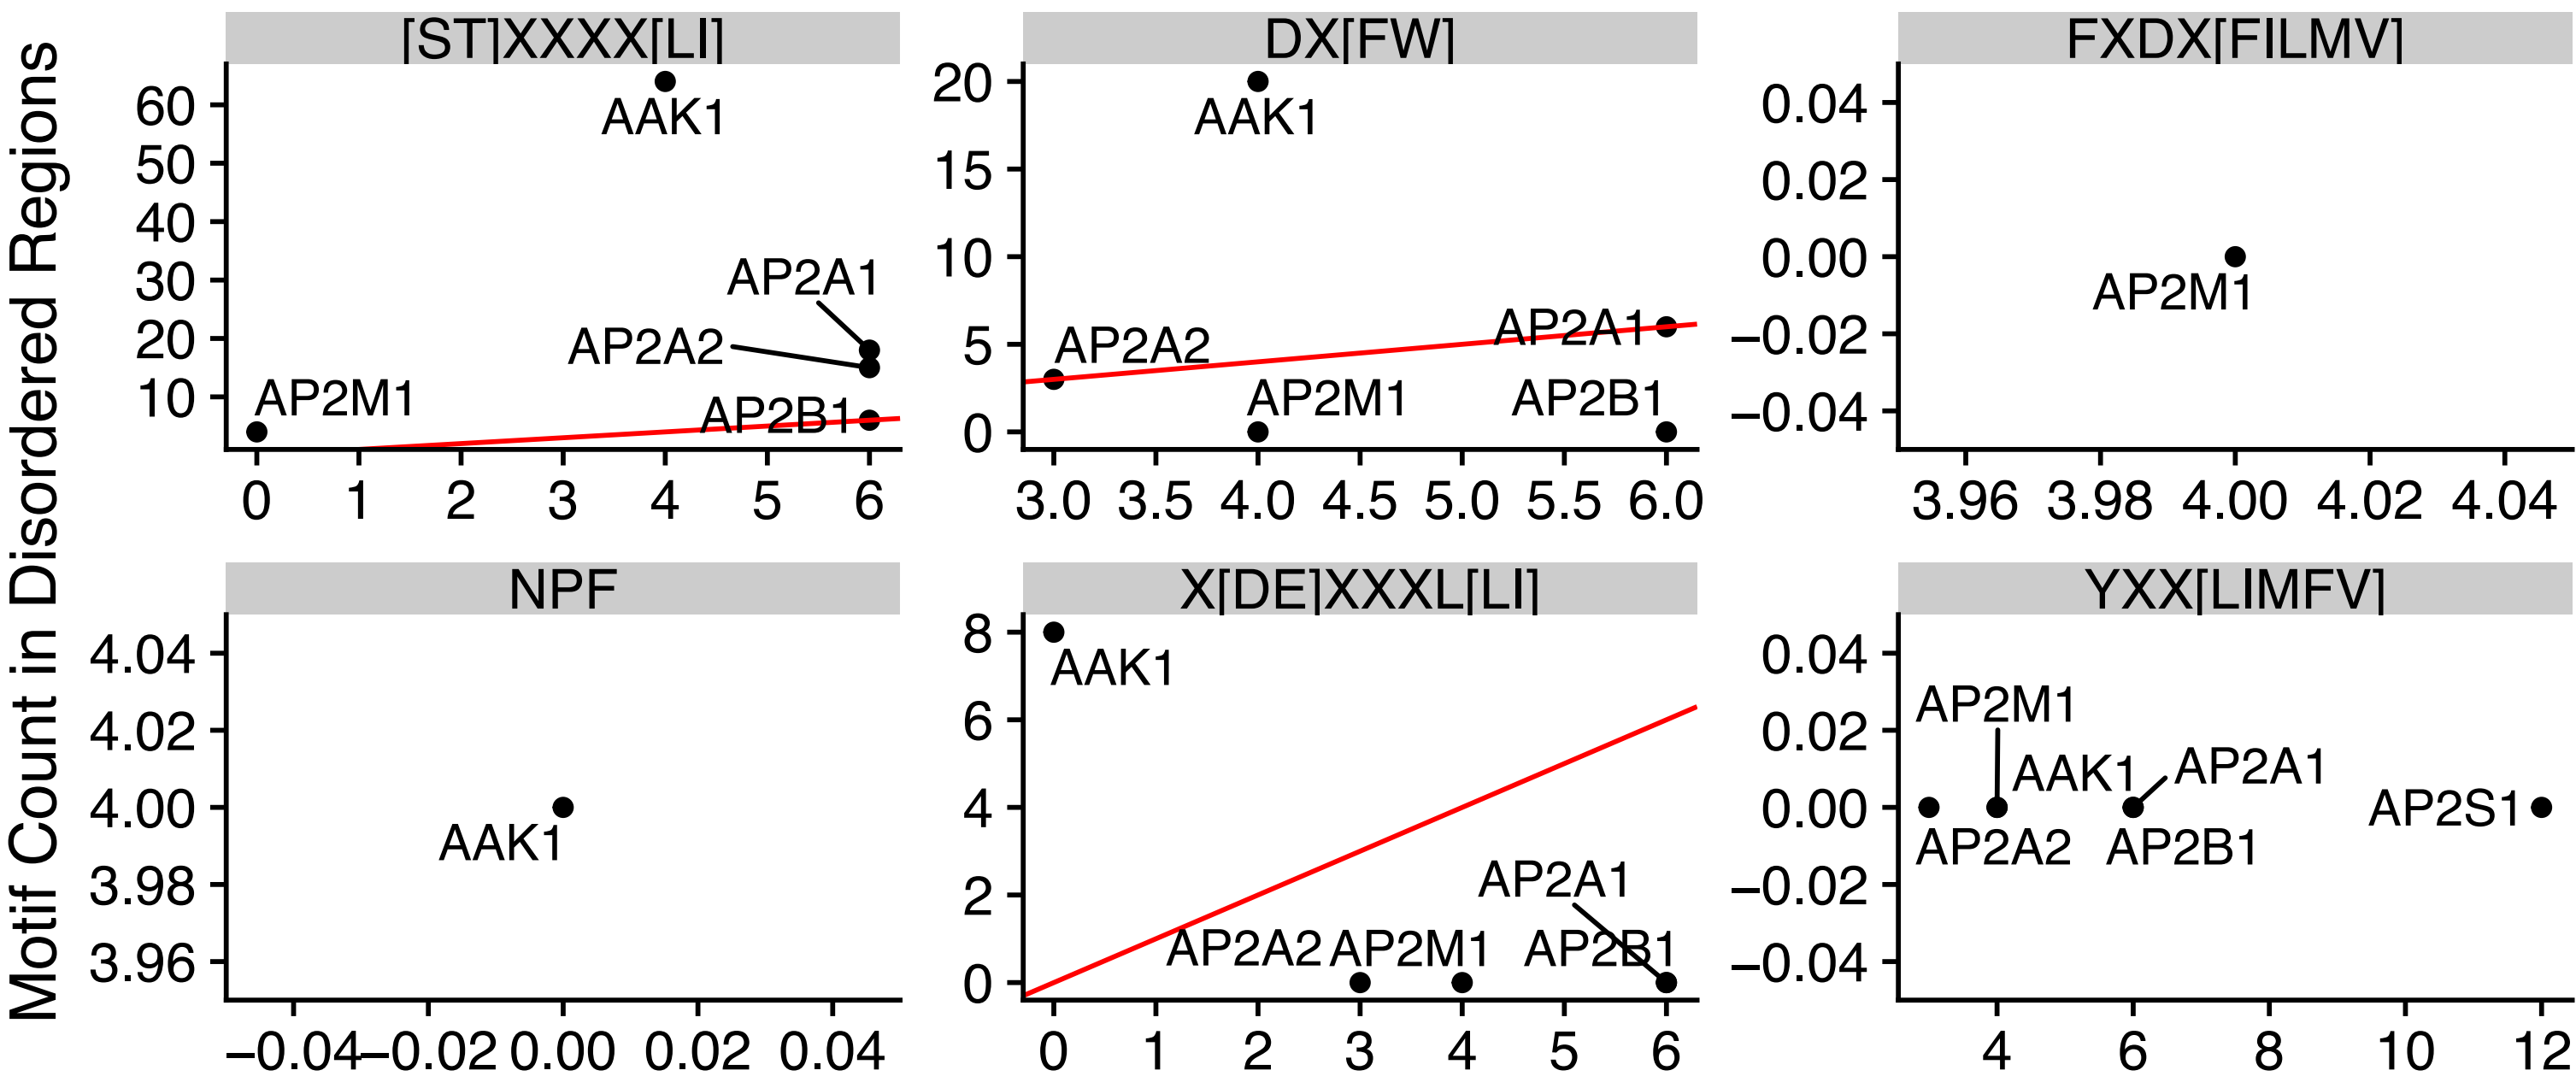 Motif Count in Disordered Regions
[ST]XXXX[LI]
60
50
40
30
20
10
AAK1
AP2A1
AP2A2
AP2M1
AP2B1
0 1 2 3 4 5 6
DX[FW]
20
15
10
5
0
AAK1
AP2A2
AP2A1
AP2M1
AP2B1
3.0 3.5 4.0 4.5 5.0 5.5 6.0
FXDX[FILMV]
0.04
0.02
0.00
−0.02
−0.04
AP2M1
3.96 3.98 4.00 4.02 4.04
NPF
4.04
4.02
4.00
3.98
3.96
AAK1
−0.04 −0.02 0.00 0.02 0.04
X[DE]XXXL[LI]
8
6
4
2
0
AAK1
AP2A1
AP2A2 AP2M1 AP2B1
0 1 2 3 4 5 6
YXX[LIMFV]
0.04
0.02
0.00
−0.02
−0.04
AP2M1
AAK1 AP2A1
AP2S1
AP2A2 AP2B1
4 6 8 10 12